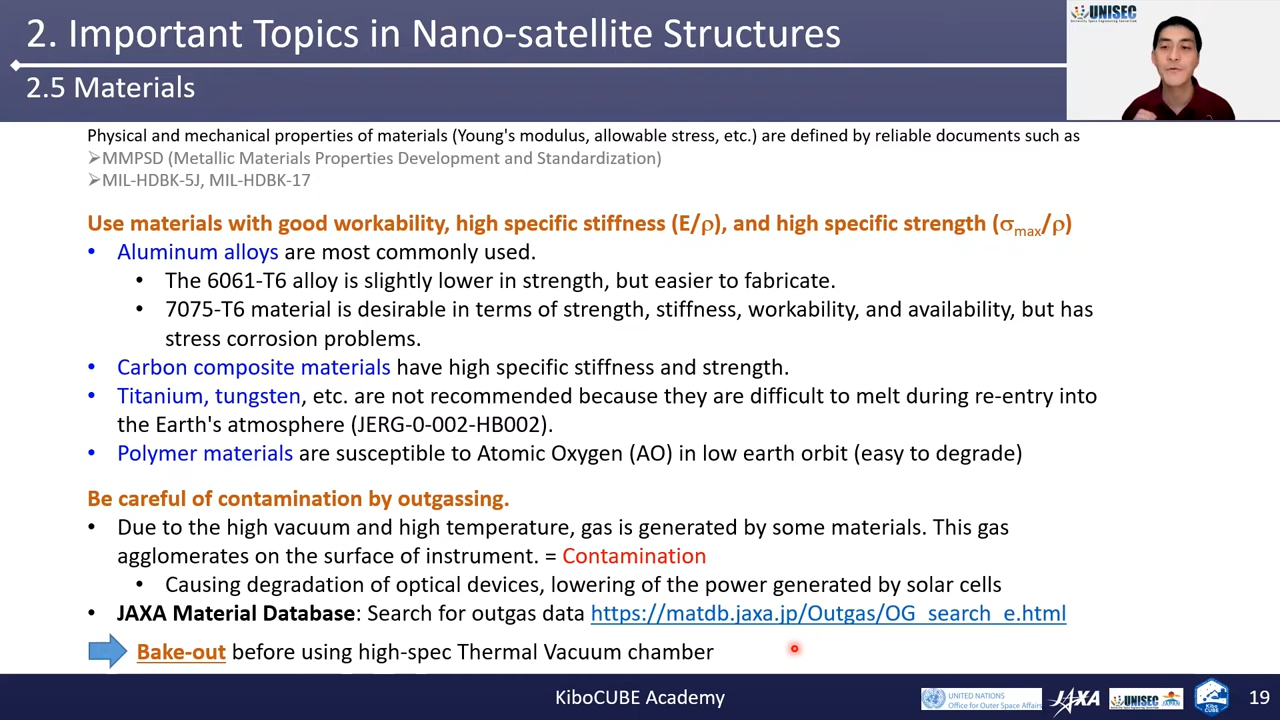 2. Important Topics in Nano-satellite Structures
UNISEC
2.5 Materials
Physical and mechanical properties of materials (Young's modulus, allowable stress, etc.) are defined by reliable documents such as
➢MMPSD (Metallic Materials Properties Development and Standardization)
➢MIL-HDBK-5J, MIL-HDBK-17
Use materials with good workability, high specific stiffness (E/ρ), and high specific strength (σmax/ρ)
• Aluminum alloys are most commonly used.
• The 6061-T6 alloy is slightly lower in strength, but easier to fabricate.
• 7075-T6 material is desirable in terms of strength, stiffness, workability, and availability, but has
stress corrosion problems.
• Carbon composite materials have high specific stiffness and strength.
• Titanium, tungsten, etc. are not recommended because they are difficult to melt during re-entry into
the Earth's atmosphere (JERG-0-002-HB002).
• Polymer materials are susceptible to Atomic Oxygen (AO) in low earth orbit (easy to degrade)
Be careful of contamination by outgassing.
• Due to the high vacuum and high temperature, gas is generated by some materials. This gas
agglomerates on the surface of instrument. = Contamination
• Causing degradation of optical devices, lowering of the power generated by solar cells
• JAXA Material Database: Search for outgas data https://matdb.jaxa.jp/Outgas/OG_search_e.html
Bake-out before using high-spec Thermal Vacuum chamber
KiboCUBE Academy
UNITED NATIONS
Office for Outer Space Affairs
JAXA
UNISEC
JAPAN
Kibo
CUBE
19